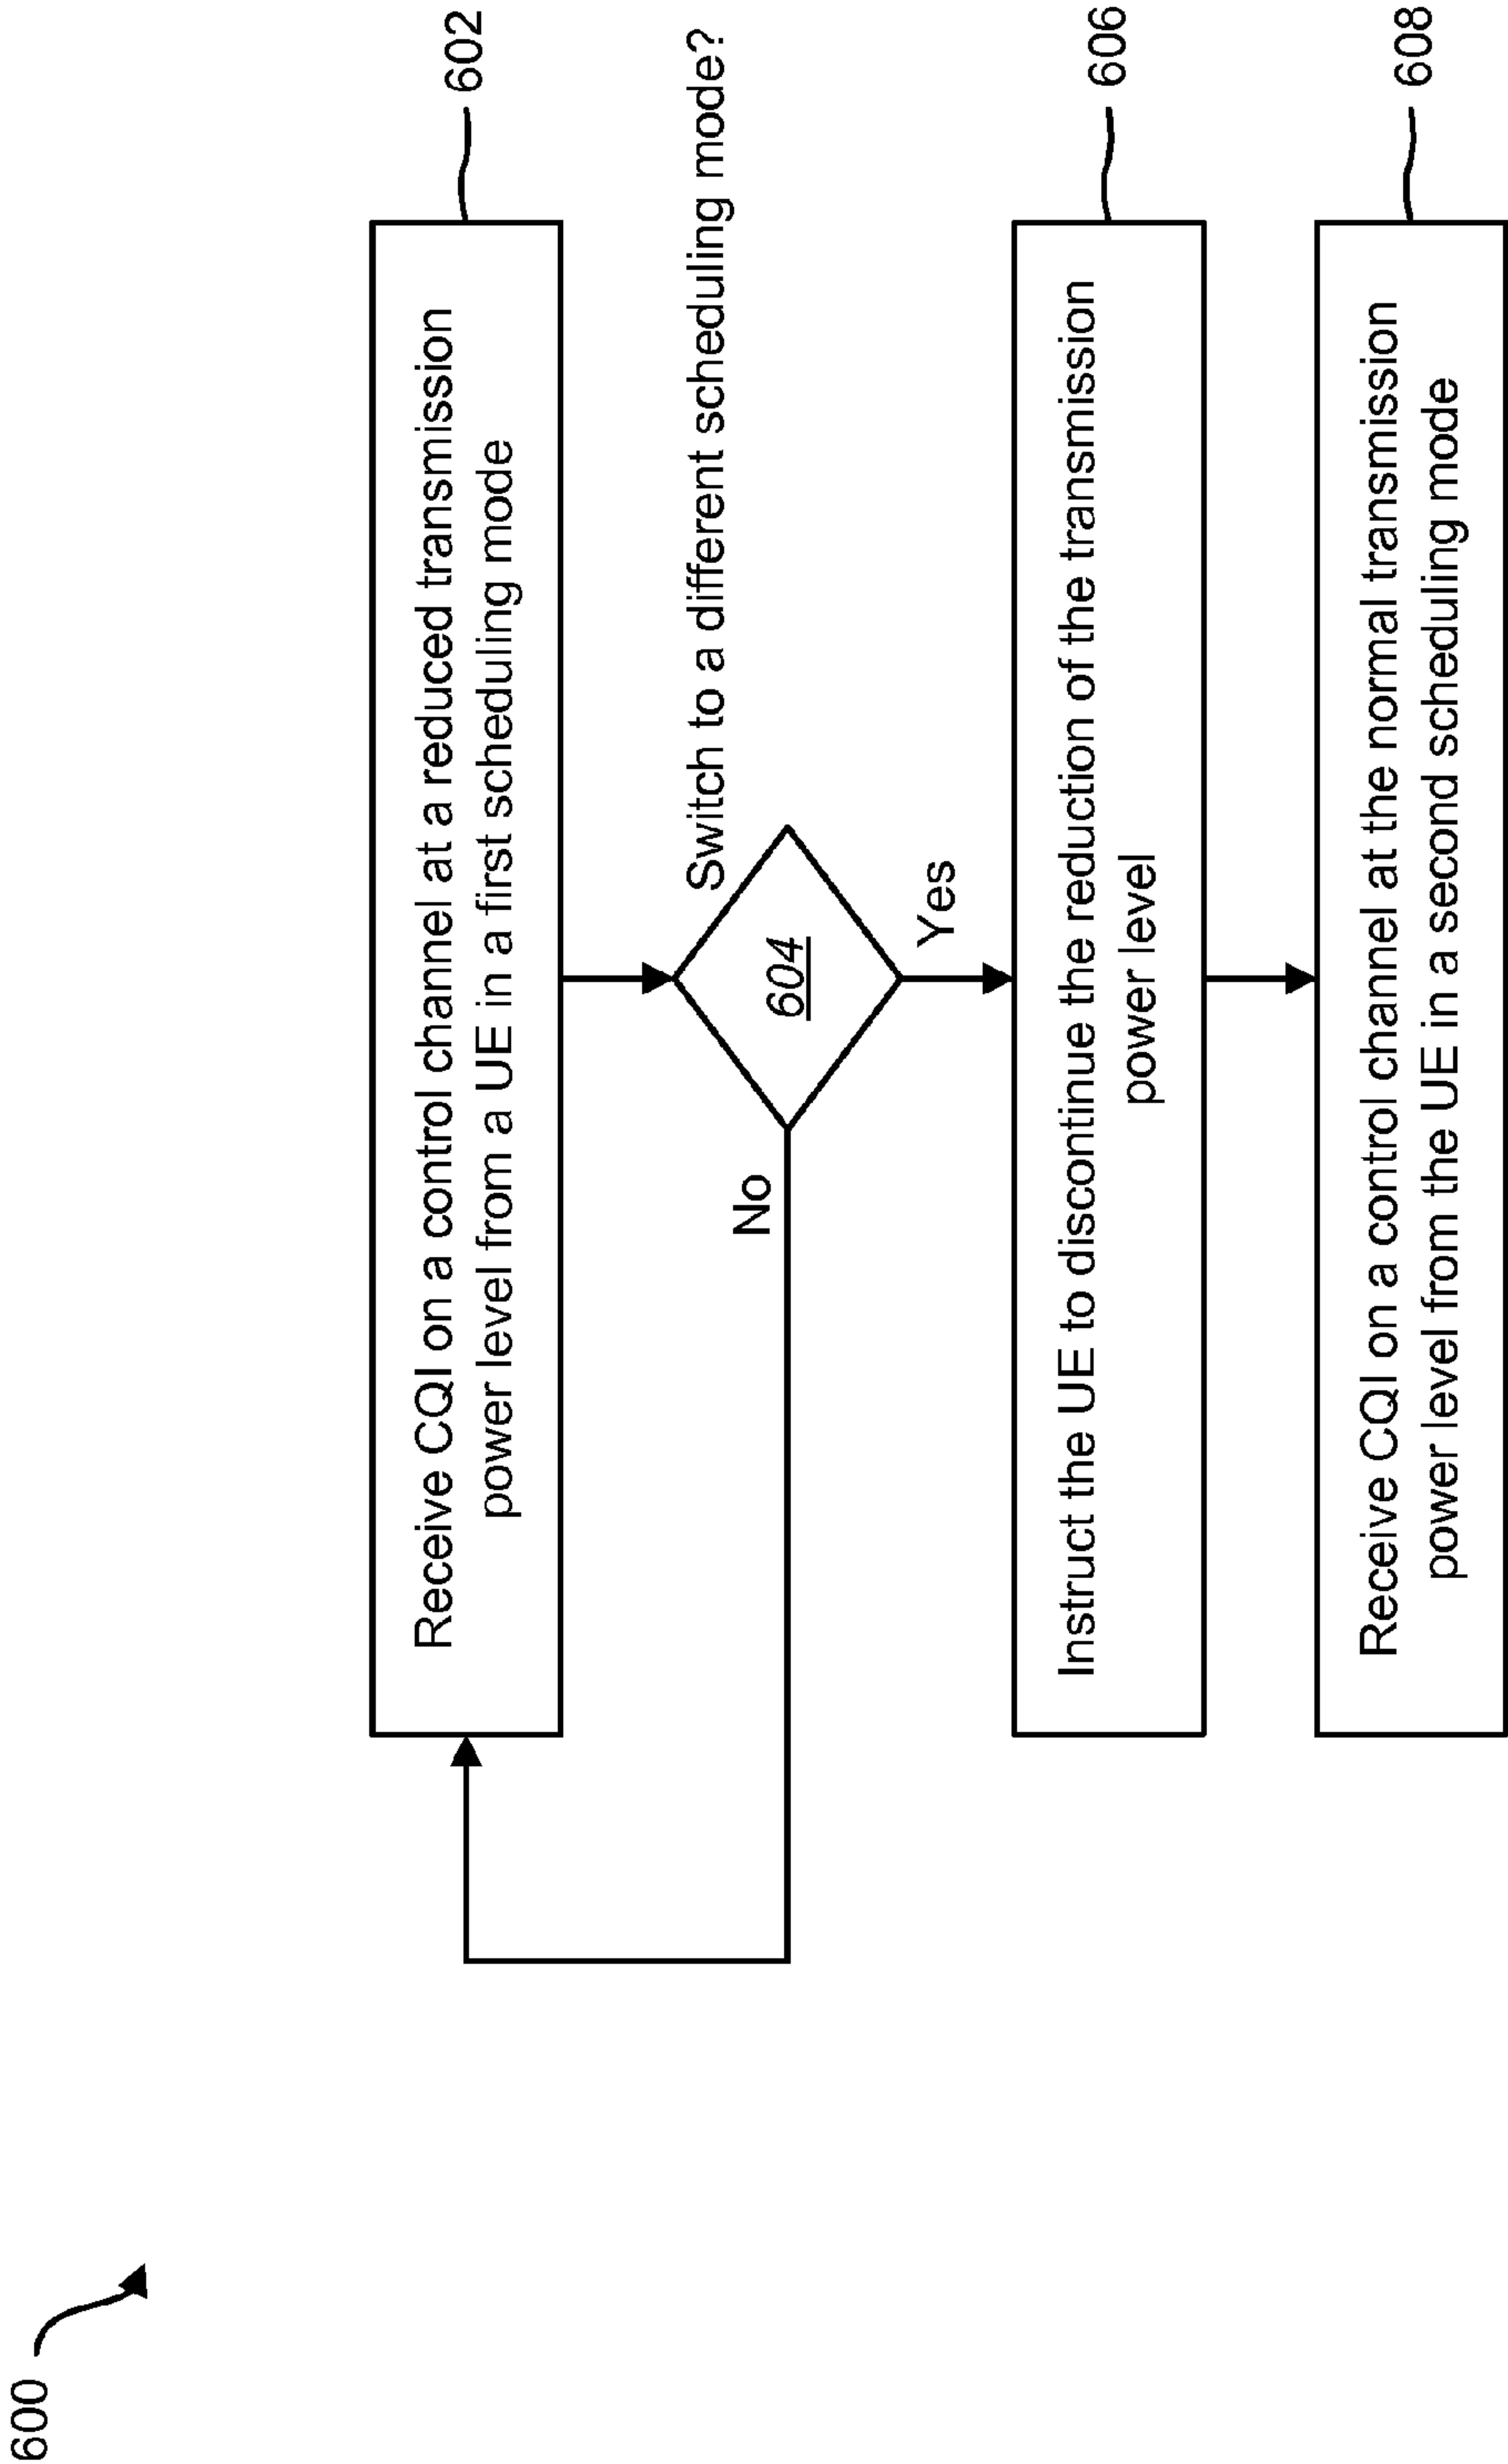 600
Receive CQI on a control channel at a reduced transmission
power level from a UE in a first scheduling mode
602
Switch to a different scheduling mode?
604
No
Yes
Instruct the UE to discontinue the reduction of the transmission
power level
606
Receive CQI on a control channel at the normal transmission
power level from the UE in a second scheduling mode
608